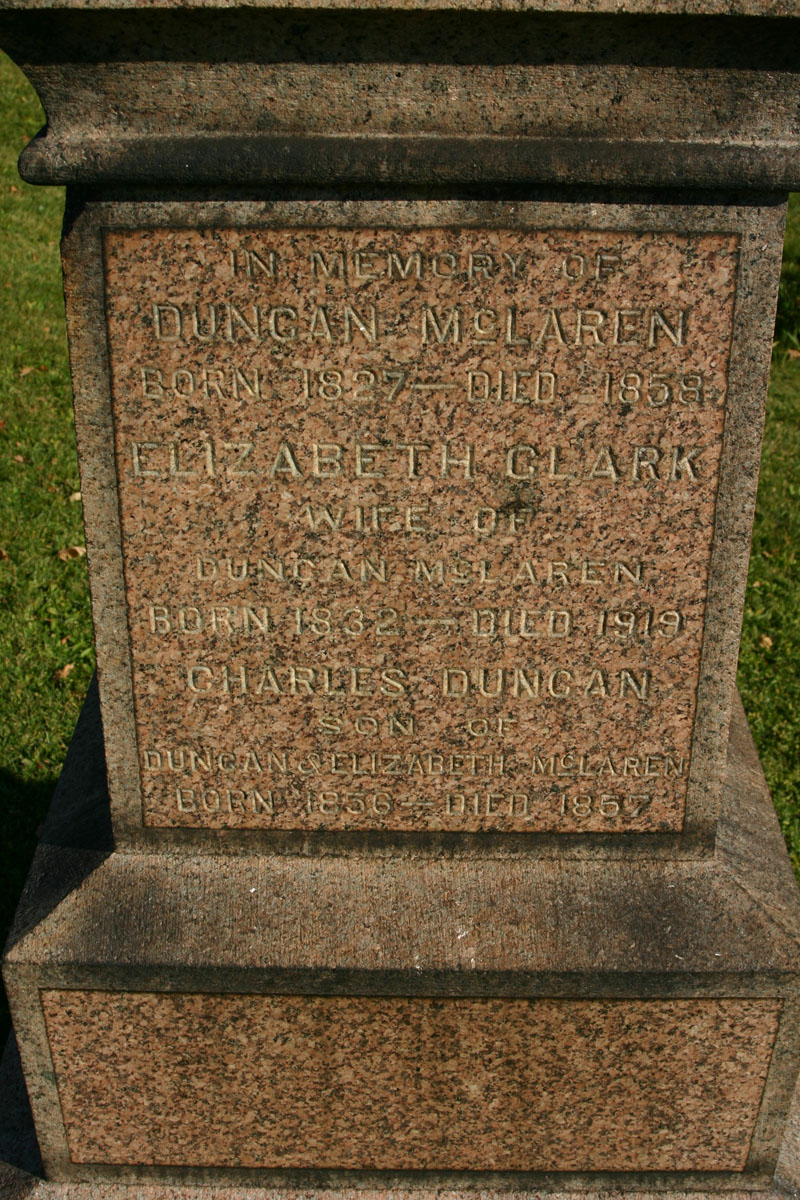 IN MEMORY OF
DUNCAN McLAREN
BORN 1827 — DIED 1858
ELIZABETH CLARK
WIFE OF
DUNCAN McLAREN
BORN 1832 — DIED 1919
CHARLES DUNCAN
SON OF
DUNCAN & ELIZABETH McLAREN
BORN 1856 — DIED 1857